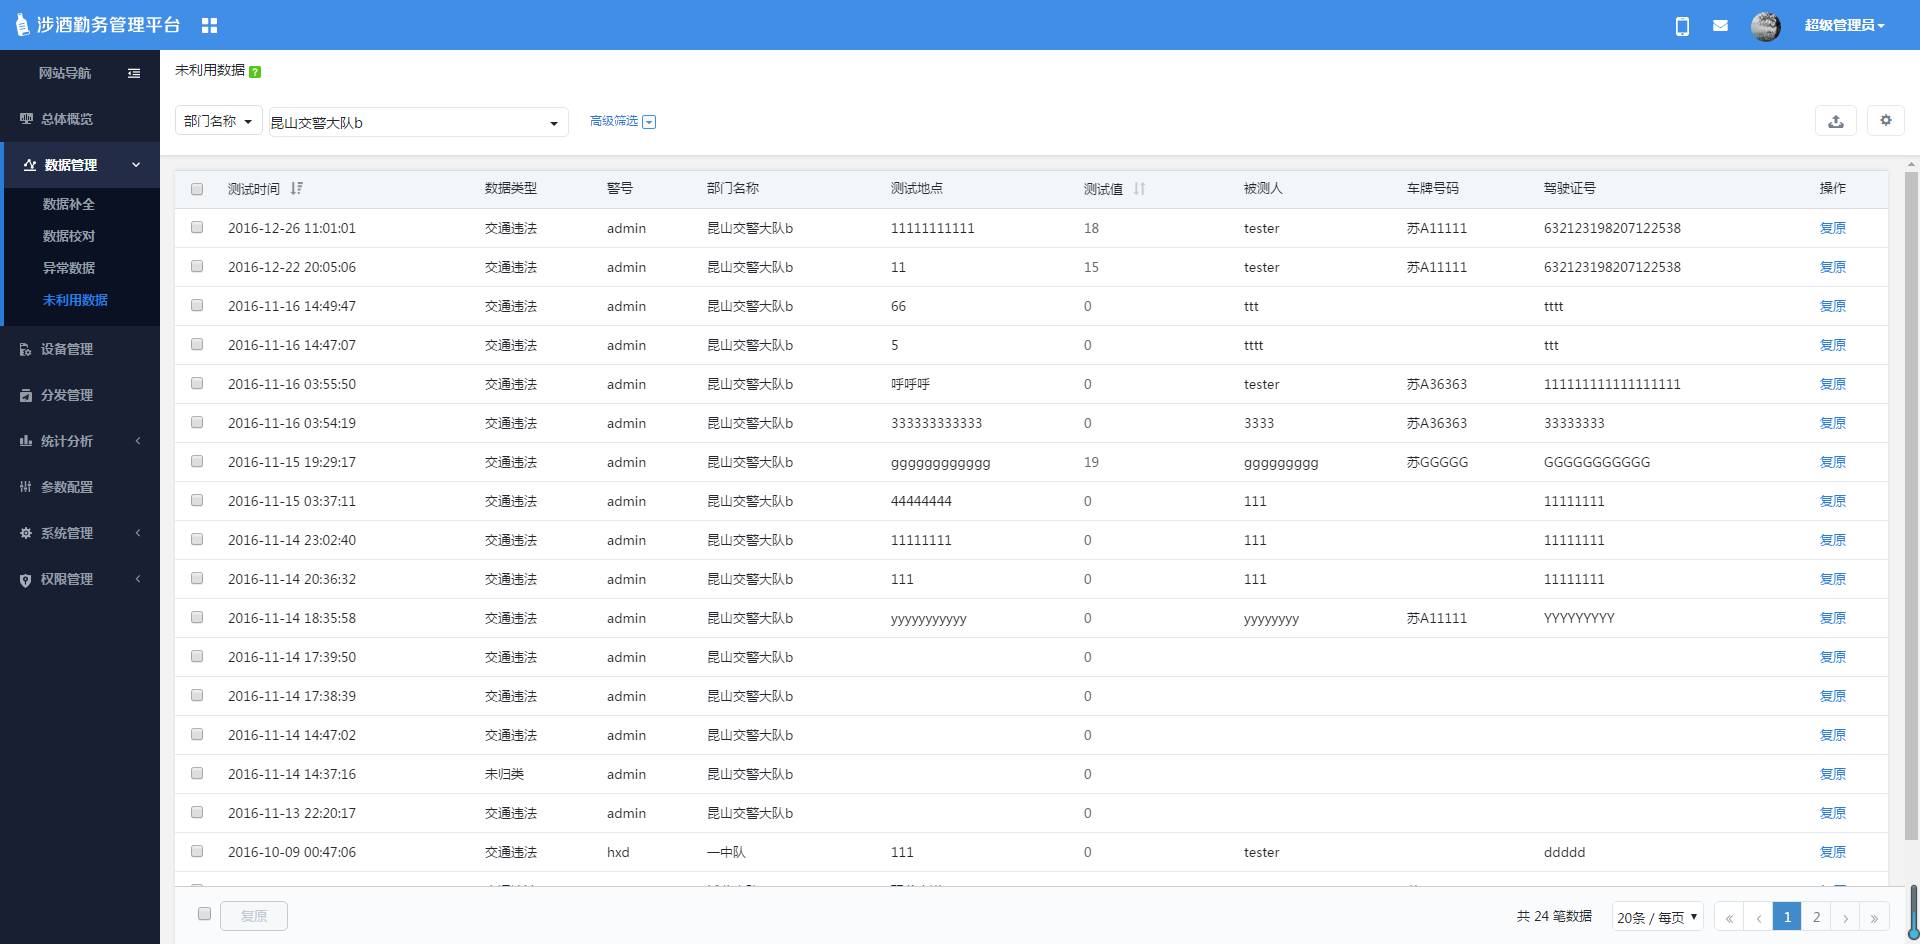 涉酒勤务管理平台
超级管理员
网站导航
总体概览
数据管理
数据补全
数据校对
异常数据
未利用数据
设备管理
分发管理
统计分析
参数配置
系统管理
权限管理
未利用数据 ?
部门名称 昆山交警大队b 高级筛选
测试时间 数据类型 警号 部门名称 测试地点 测试值 被测人 车牌号码 驾驶证号 操作
2016-12-26 11:01:01 交通违法 admin 昆山交警大队b 11111111111 18 tester 苏A11111 632123198207122538 复原
2016-12-22 20:05:06 交通违法 admin 昆山交警大队b 11 15 tester 苏A11111 632123198207122538 复原
2016-11-16 14:49:47 交通违法 admin 昆山交警大队b 66 0 ttt tttt 复原
2016-11-16 14:47:07 交通违法 admin 昆山交警大队b 5 0 tttt ttt 复原
2016-11-16 03:55:50 交通违法 admin 昆山交警大队b 呼呼呼 0 tester 苏A36363 111111111111111111 复原
2016-11-16 03:54:19 交通违法 admin 昆山交警大队b 333333333333 0 3333 苏A36363 33333333 复原
2016-11-15 19:29:17 交通违法 admin 昆山交警大队b gggggggggggg 19 ggggggggg 苏GGGGG GGGGGGGGGGG 复原
2016-11-15 03:37:11 交通违法 admin 昆山交警大队b 44444444 0 111 11111111 复原
2016-11-14 23:02:40 交通违法 admin 昆山交警大队b 11111111 0 111 11111111 复原
2016-11-14 20:36:32 交通违法 admin 昆山交警大队b 111 0 111 11111111 复原
2016-11-14 18:35:58 交通违法 admin 昆山交警大队b yyyyyyyyyyy 0 yyyyyyyy 苏A11111 YYYYYYYYY 复原
2016-11-14 17:39:50 交通违法 admin 昆山交警大队b 0 复原
2016-11-14 17:38:39 交通违法 admin 昆山交警大队b 0 复原
2016-11-14 14:47:02 交通违法 admin 昆山交警大队b 0 复原
2016-11-14 14:37:16 未归类 admin 昆山交警大队b 0 复原
2016-11-13 22:20:17 交通违法 admin 昆山交警大队b 0 复原
2016-10-09 00:47:06 交通违法 hxd 一中队 111 0 tester ddddd 复原
复原 共 24 笔数据 20条 / 每页 « ‹ 1 2 › »